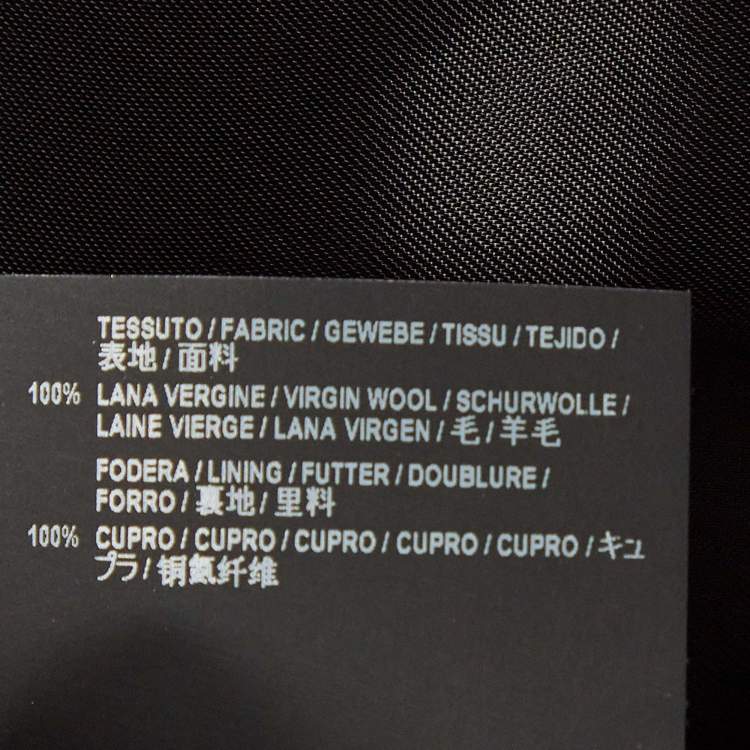 TESSUTO / FABRIC / GEWEBE / TISSU / TEJIDO /
表地 / 面料
100% LANA VERGINE / VIRGIN WOOL / SCHURWOLLE /
LAINE VIERGE / LANA VIRGEN / 毛 / 羊毛
FODERA / LINING / FUTTER / DOUBLURE /
FORRO / 裏地 / 里料
100% CUPRO / CUPRO / CUPRO / CUPRO / CUPRO / キュ
プラ / 铜氨纤维